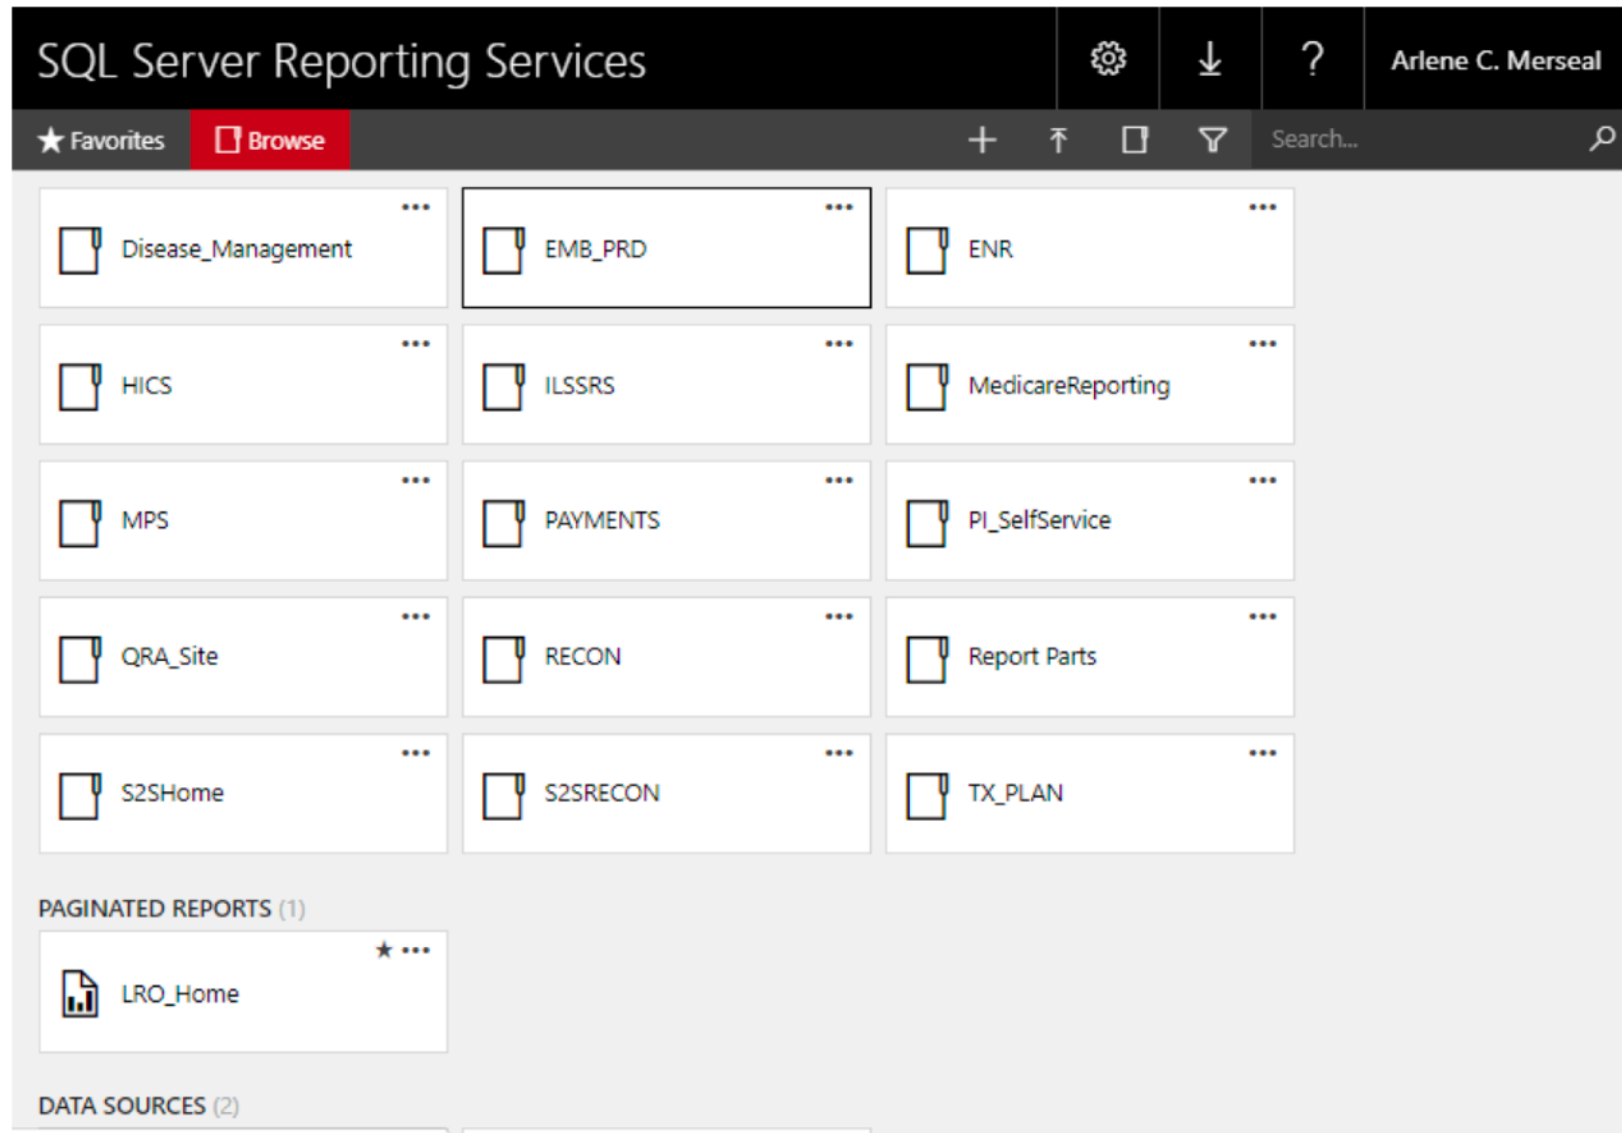 SQL Server Reporting Services
? Arlene C. Merseal
Favorites Browse Search...
Disease_Management EMB_PRD ENR
HICS ILSSRS MedicareReporting
MPS PAYMENTS PI_SelfService
QRA_Site RECON Report Parts
S2SHome S2SRECON TX_PLAN
PAGINATED REPORTS (1)
LRO_Home
DATA SOURCES (2)